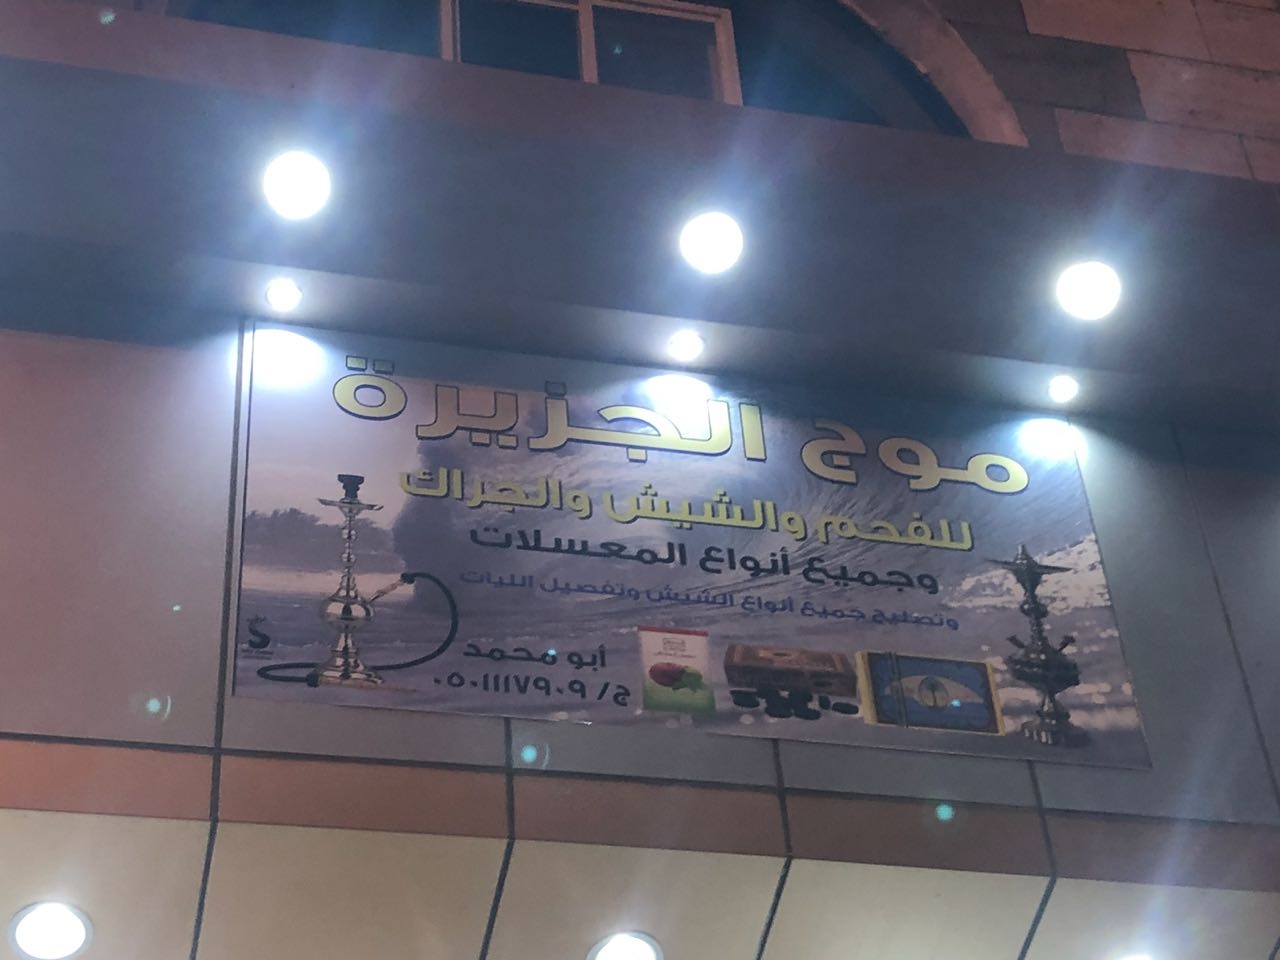 موج الجزيرة
للفحم والشيش والجراك
وجميع أنواع المعسلات
وتصليح جميع أنواع الشيش وتفصيل الليات
أبو محمد
ج/ ٠٥٠١١١٧٩٠٩